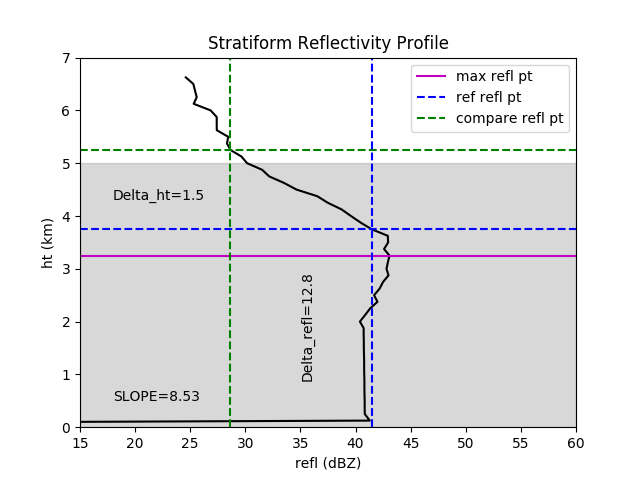 Stratiform Reflectivity Profile
7
6
5
4
3
2
1
0
ht (km)
max refl pt
ref refl pt
compare refl pt
Delta_ht=1.5
Delta_refl=12.8
SLOPE=8.53
15 20 25 30 35 40 45 50 55 60
refl (dBZ)